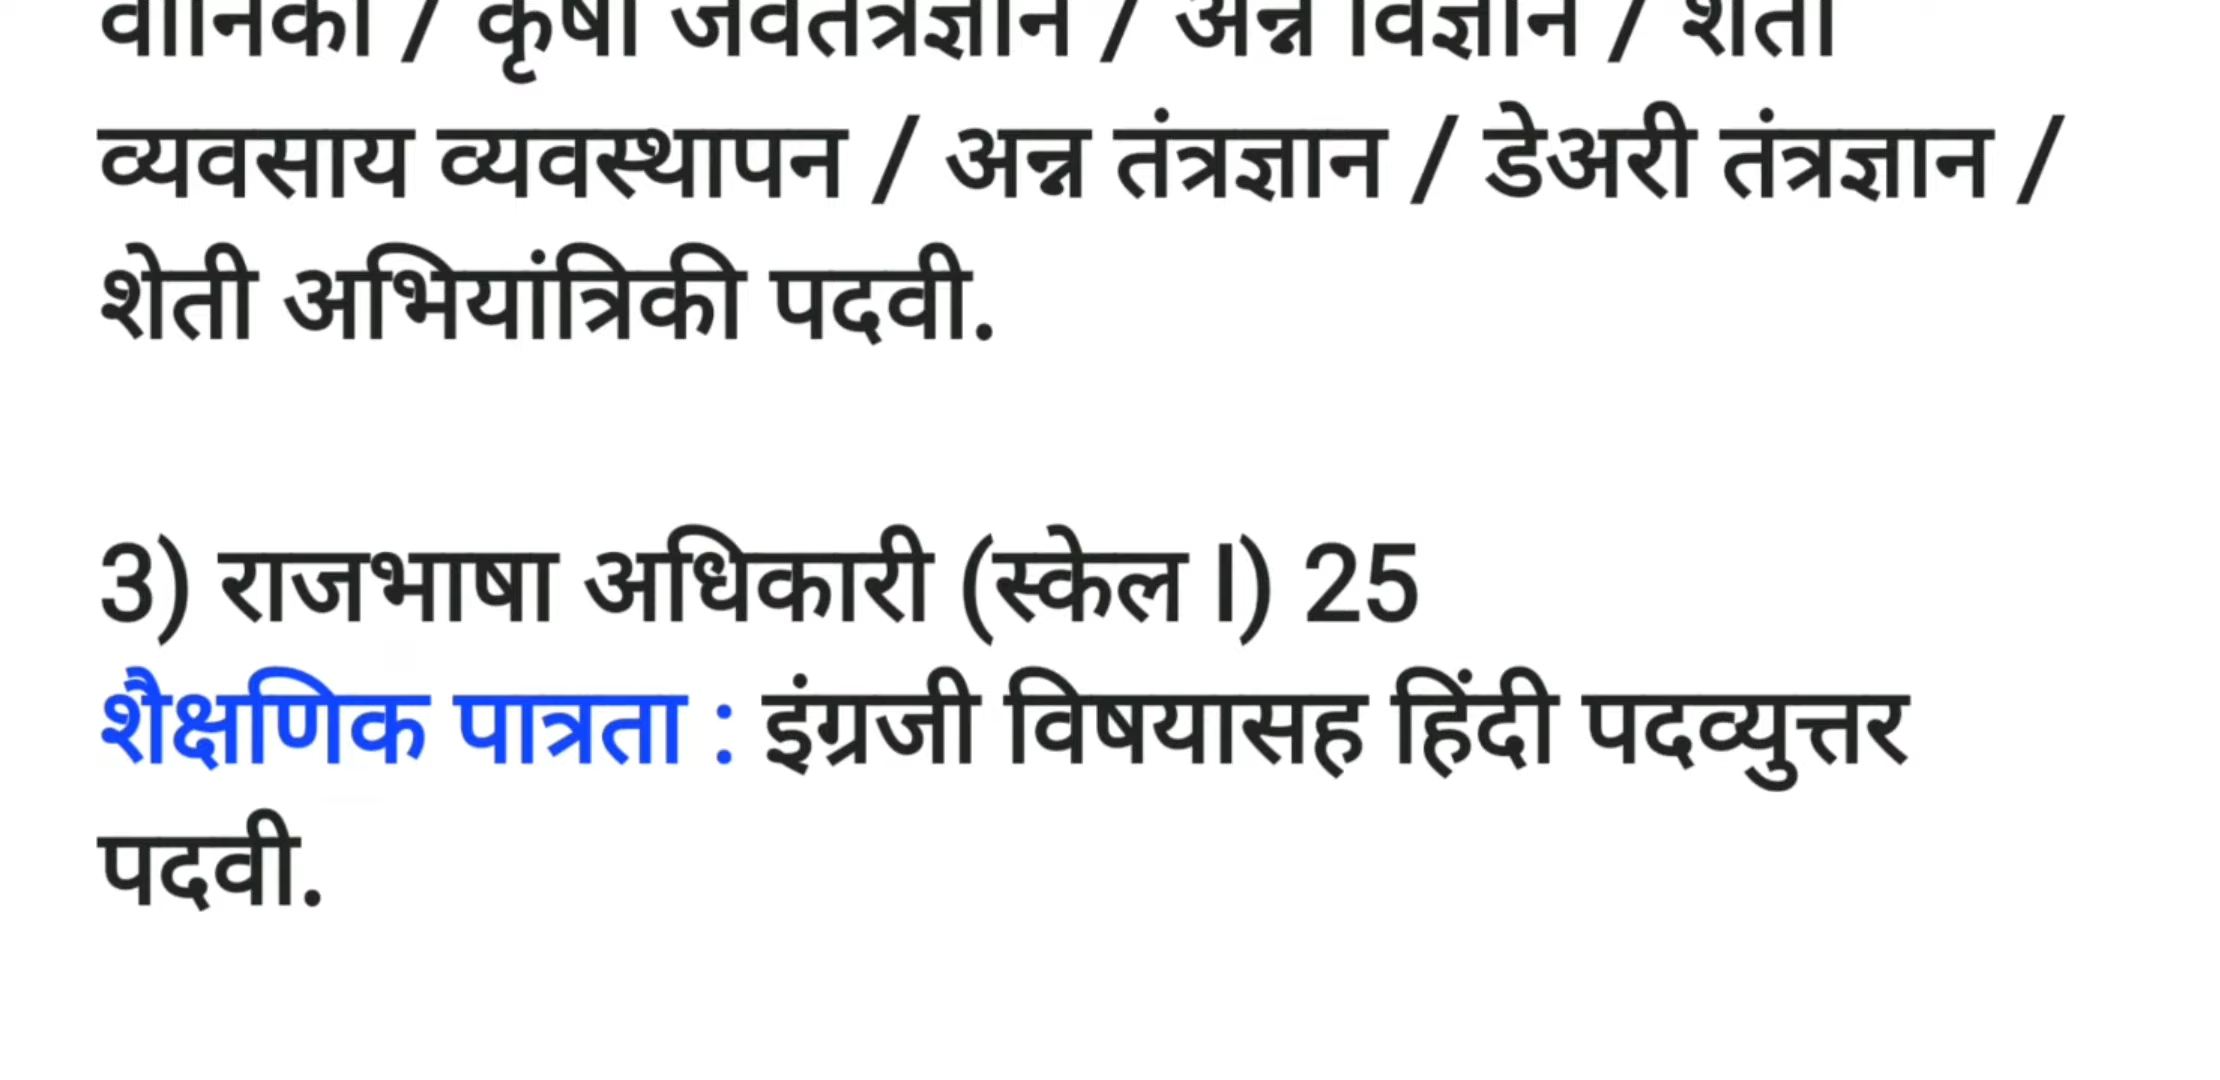 व्यवसाय व्यवस्थापन / अन्न तंत्रज्ञान / डेअरी तंत्रज्ञान /
शेती अभियांत्रिकी पदवी.
3) राजभाषा अधिकारी (स्केल I) 25
शैक्षणिक पात्रता : इंग्रजी विषयासह हिंदी पदव्युत्तर
पदवी.